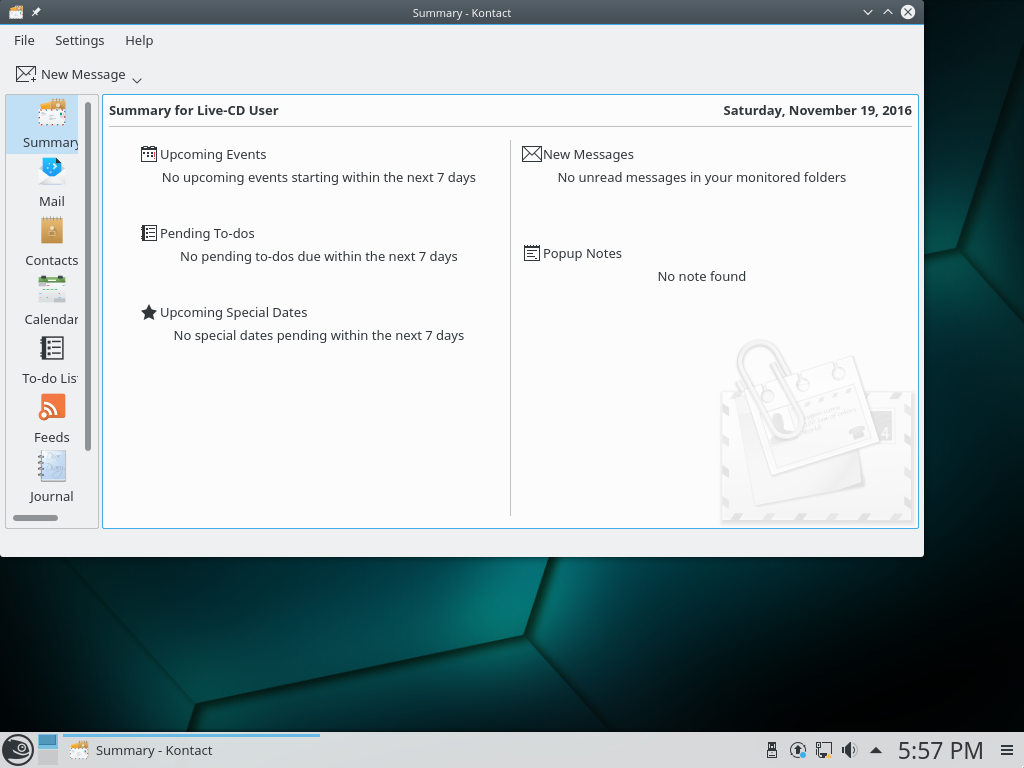 Summary - Kontact
File Settings Help
New Message
Summary for Live-CD User
Saturday, November 19, 2016
Summary
Mail
Contacts
Calendar
To-do Lis
Feeds
Journal
Upcoming Events
No upcoming events starting within the next 7 days
Pending To-dos
No pending to-dos due within the next 7 days
Upcoming Special Dates
No special dates pending within the next 7 days
New Messages
No unread messages in your monitored folders
Popup Notes
No note found
4
Summary - Kontact
5:57 PM